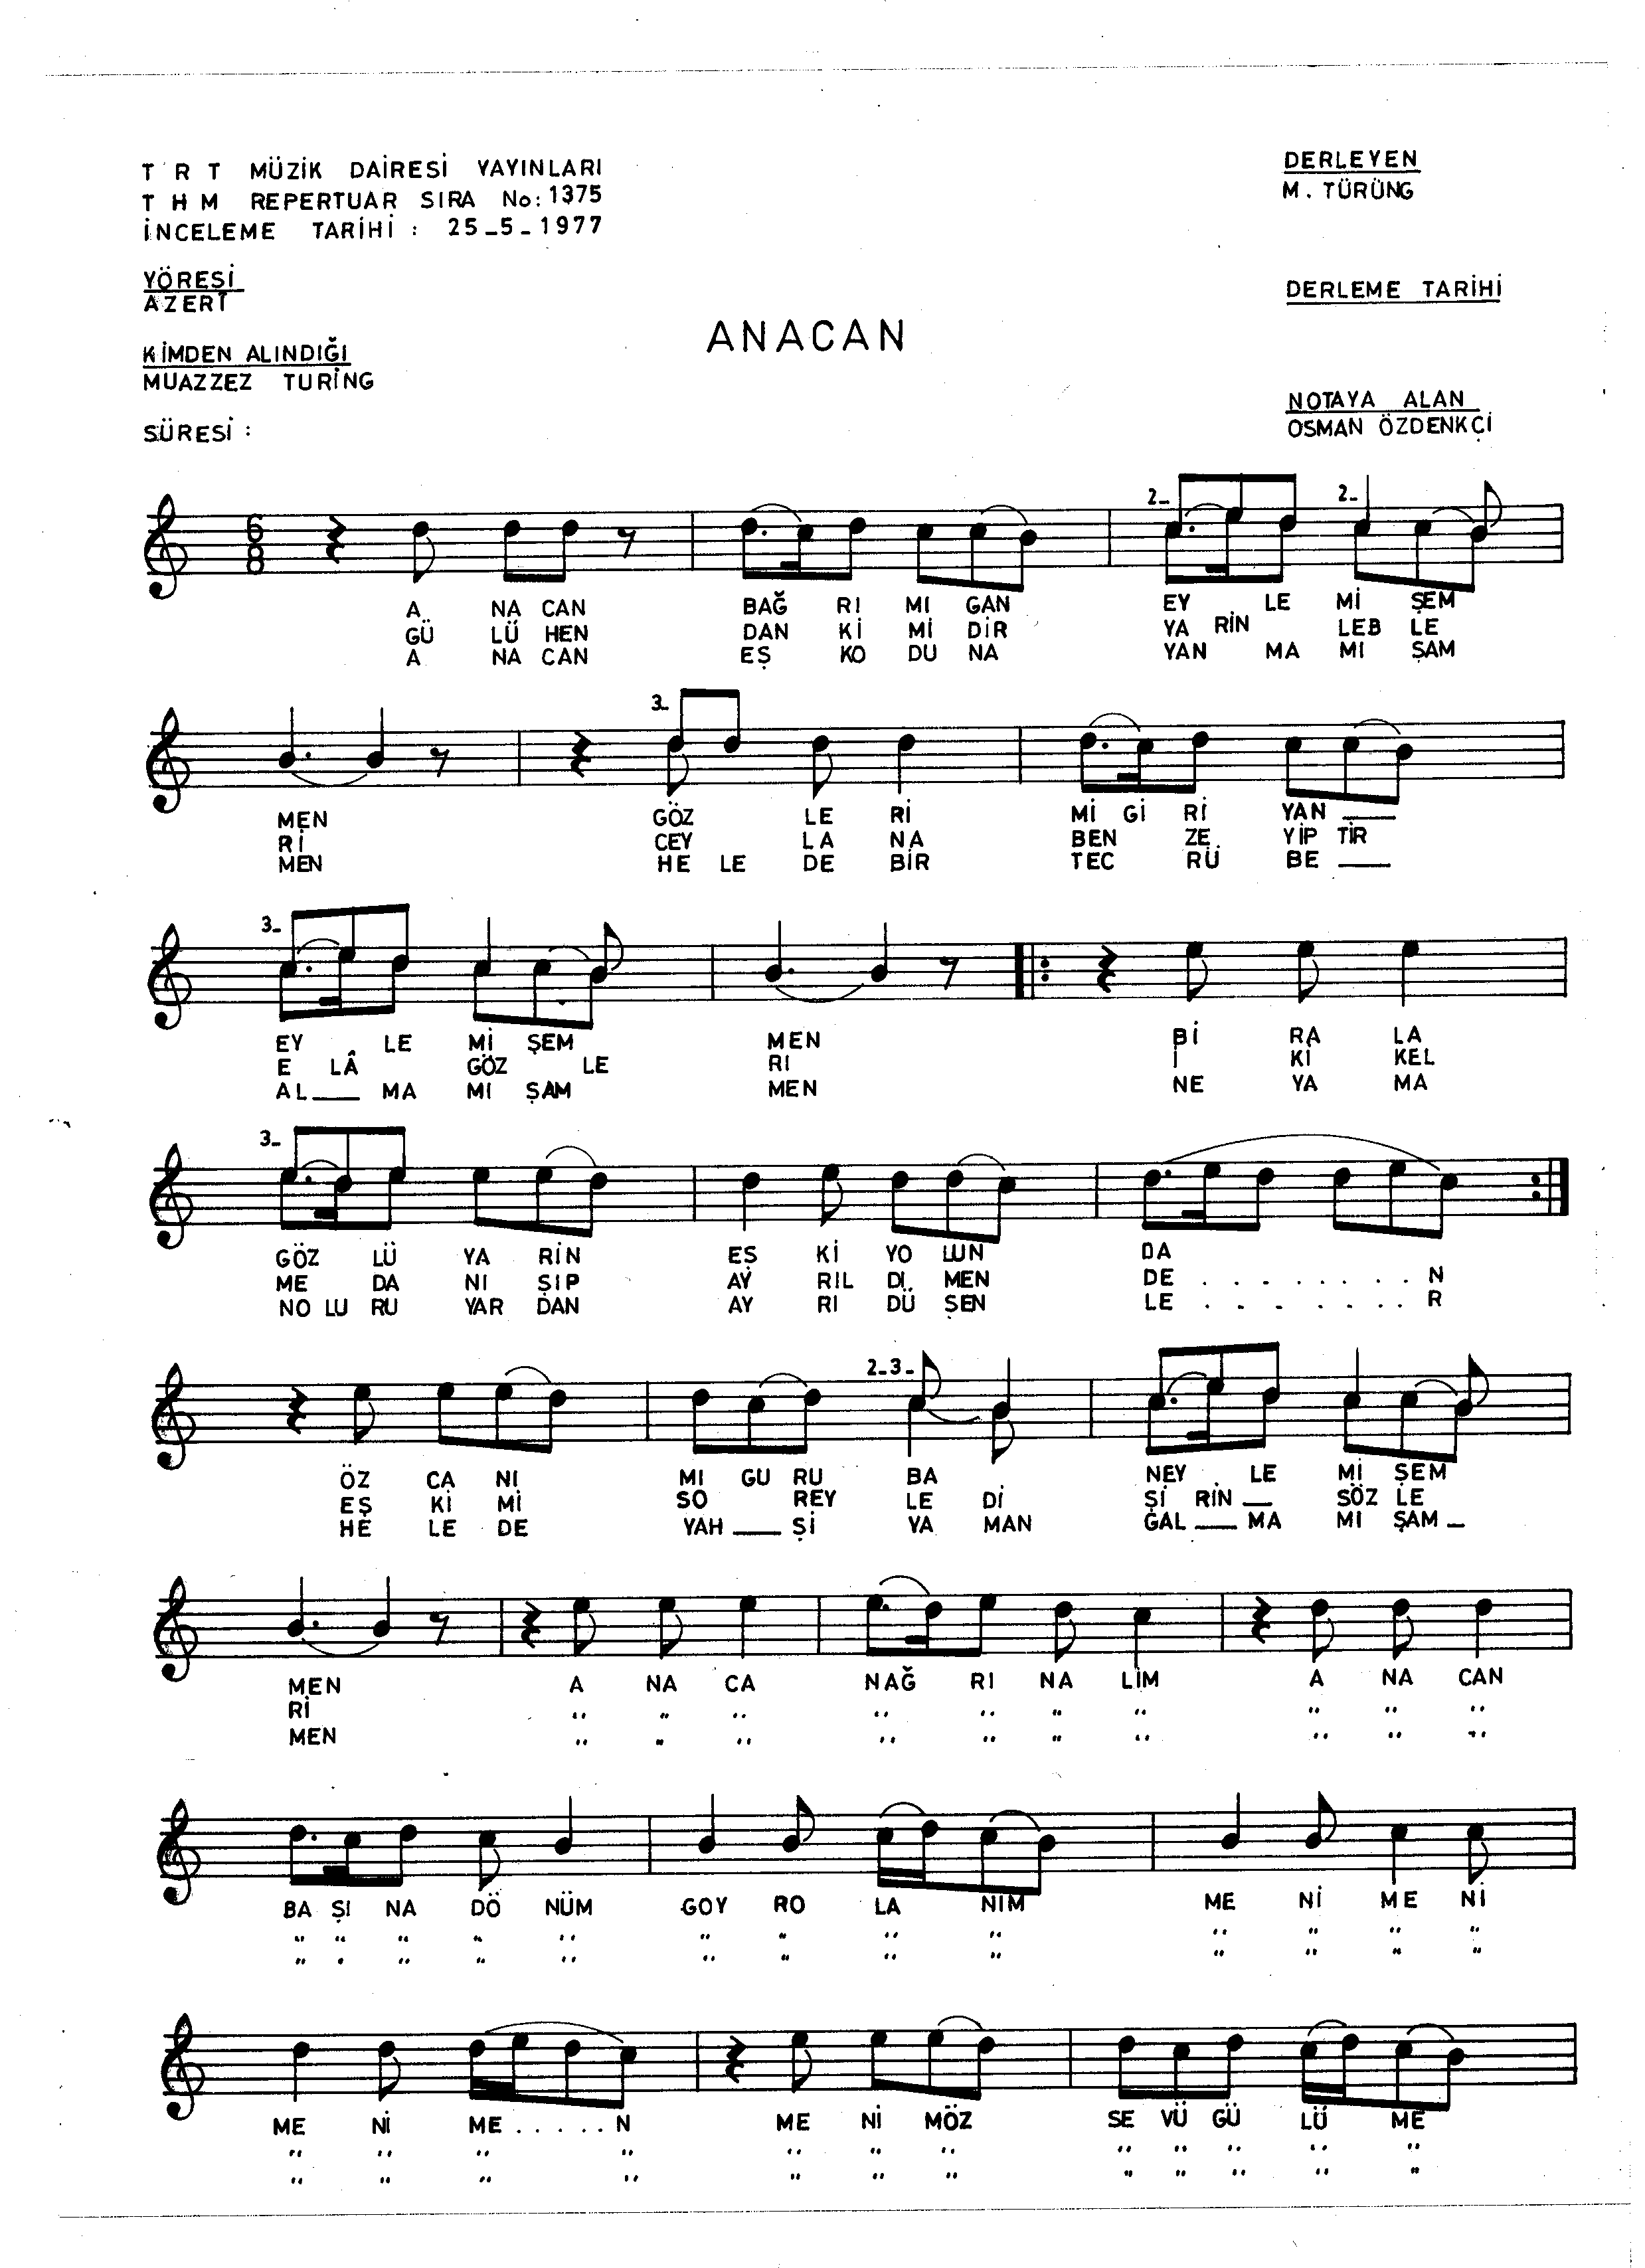 T R T MÜZİK DAİRESİ YAYINLARI
T H M REPERTUAR SIRA No: 1375
İNCELEME TARİHİ : 25_5_1977
DERLEYEN
M. TÜRÜNG
YÖRESİ
AZERİ
DERLEME TARİHİ
ANACAN
KİMDEN ALINDIĞI
MUAZZEZ TURİNG
NOTAYA ALAN
OSMAN ÖZDENKÇİ
SÜRESİ :
6
8
2_ 2_
A NA CAN BAĞ RI MI GAN EY LE Mİ ŞEM
GÜ LÜ HEN DAN Kİ Mİ DİR YA RİN LEB LE
A NA CAN EŞ KO DU NA YAN MA MI ŞAM
3_
MEN GÖZ LE Rİ Mİ Gİ Rİ YAN ___
Rİ CEY LA NA BEN ZE YİP TİR
MEN HE LE DE BİR TEC RÜ BE ___
3_
EY LE Mİ ŞEM MEN Bİ RA LA
E LÂ GÖZ LE RI İ Kİ KEL
AL ___ MA MI ŞAM MEN NE YA MA
3_
GÖZ LÜ YA RİN EŞ Kİ YO LUN DA
ME DA NI ŞIP AY RIL DI MEN DE . . . . . . . . N
NO LU RU YAR DAN AY RI DÜ ŞEN LE . . . . . . . . R
2_3_
ÖZ CA NI MI GU RU BA NEY LE Mİ ŞEM
EŞ Kİ Mİ SO REY LE Dİ Şİ RİN __ SÖZ LE
HE LE DE YAH ___ Şİ YA MAN GAL ___ MA MI ŞAM _
MEN A NA CA NAĞ RI NA LIM A NA CAN
Rİ " " " " " " " " " "
MEN " " " " " " " " " "
BA ŞI NA DÖ NÜM GOY RO LA NIM ME Nİ ME Nİ
" " " " " " " " " " " " "
" " " " " " " " " " " " "
ME Nİ ME . . . . . N ME Nİ MÖZ SE VÜ GÜ LÜ ME
" " " " " " " " " " " "
" " " " " " " " " " " "